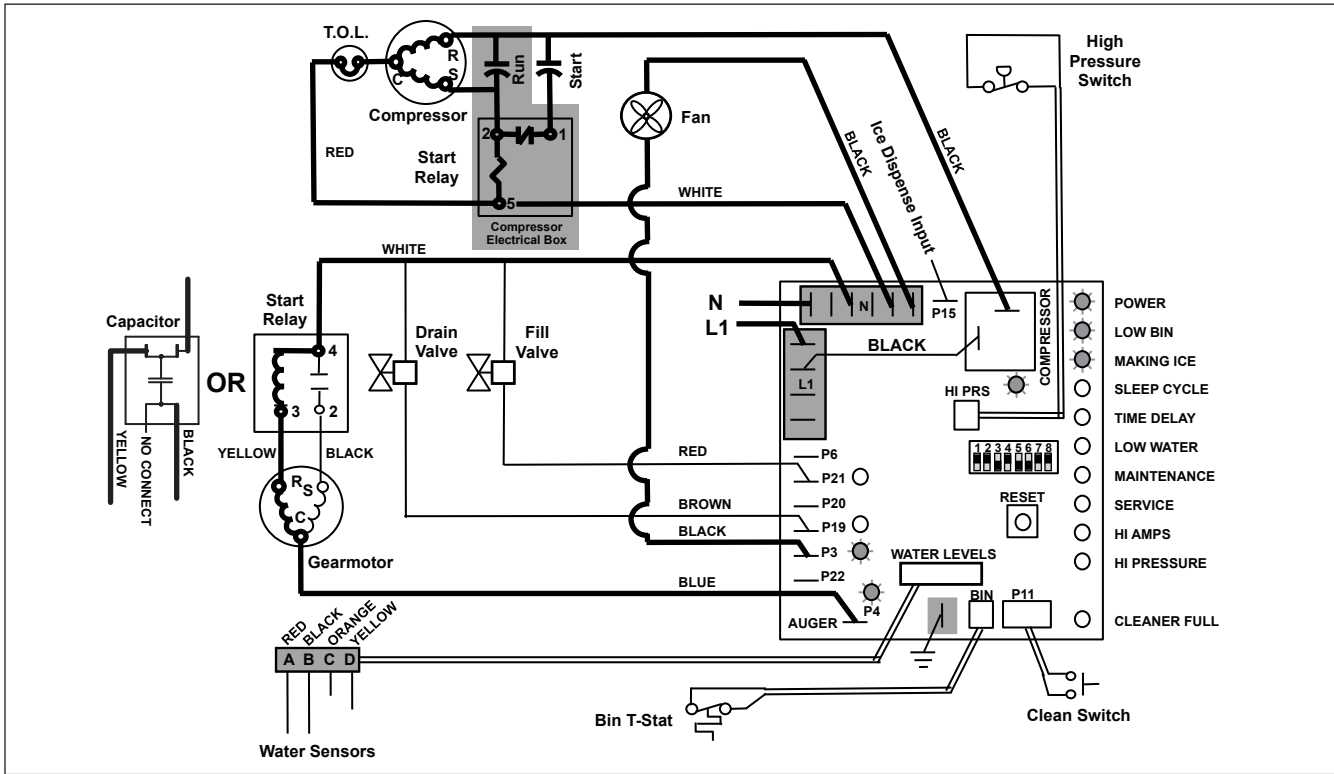 T.O.L.
R
S
C
Compressor
Run
Start
2
1
5
Start
Relay
Compressor
Electrical Box
RED
WHITE
Fan
BLACK
BLACK
Ice Dispense Input
High
Pressure
Switch
WHITE
Capacitor
YELLOW
NO CONNECT
BLACK
OR
Start
Relay
4
3
2
YELLOW
BLACK
R
S
C
Gearmotor
Drain
Valve
Fill
Valve
N
L1
N
P15
L1
BLACK
COMPRESSOR
HI PRS
1 2 3 4 5 6 7 8
RESET
RED
BROWN
BLACK
BLUE
P6
P21
P20
P19
P3
P22
P4
AUGER
WATER LEVELS
BIN
P11
POWER
LOW BIN
MAKING ICE
SLEEP CYCLE
TIME DELAY
LOW WATER
MAINTENANCE
SERVICE
HI AMPS
HI PRESSURE
CLEANER FULL
RED
BLACK
ORANGE
YELLOW
A B C D
Water Sensors
Bin T-Stat
Clean Switch